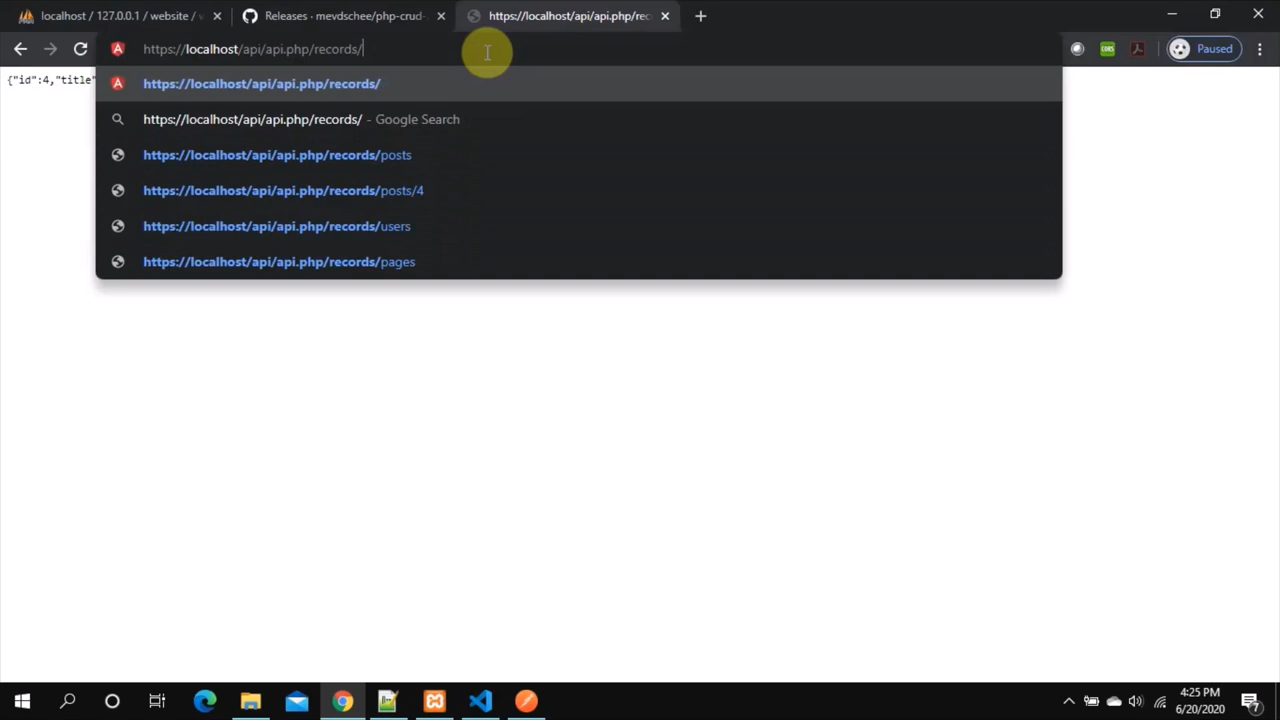 localhost / 127.0.0.1 / website / v
Releases · mevdschee/php-crud-
https://localhost/api/api.php/rec
https://localhost/api/api.php/records/
CORS
Paused
{"id":4,"title"
https://localhost/api/api.php/records/
https://localhost/api/api.php/records/ - Google Search
https://localhost/api/api.php/records/posts
https://localhost/api/api.php/records/posts/4
https://localhost/api/api.php/records/users
https://localhost/api/api.php/records/pages
4:25 PM
6/20/2020
7